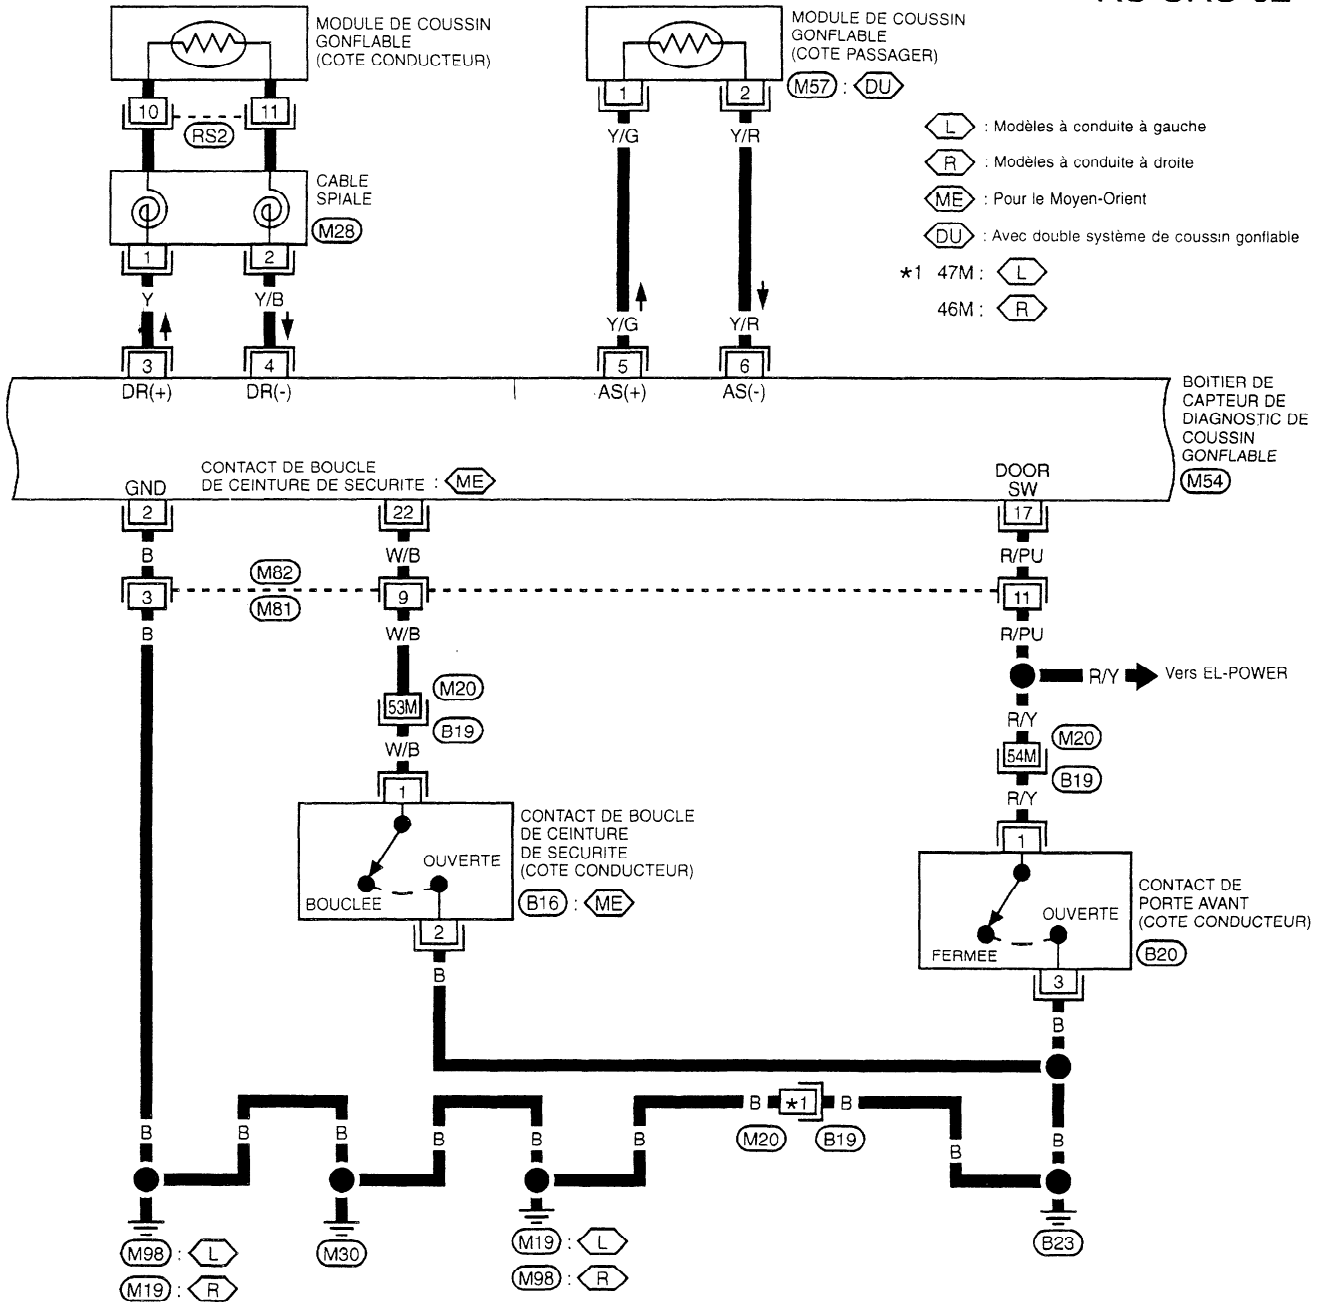 MODULE DE COUSSIN
GONFLABLE
(COTE CONDUCTEUR)
MODULE DE COUSSIN
GONFLABLE
(COTE PASSAGER)
M57 : DU
10 11
RS2
1 2
Y/G Y/R
L : Modèles à conduite à gauche
R : Modèles à conduite à droite
ME : Pour le Moyen-Orient
DU : Avec double système de coussin gonflable
*1 47M : L
46M : R
CABLE
SPIALE
M28
1 2
Y Y/B
Y/G Y/R
3 4 5 6
DR(+) DR(-) AS(+) AS(-)
BOITIER DE
CAPTEUR DE
DIAGNOSTIC DE
COUSSIN
GONFLABLE
M54
CONTACT DE BOUCLE
DE CEINTURE DE SECURITE : ME
GND
DOOR
SW
2 22 17
B W/B R/PU
M82
3 9 11
M81
B W/B R/PU
R/Y Vers EL-POWER
M20
53M
B19
W/B
R/Y
M20
54M
B19
R/Y
1
CONTACT DE BOUCLE
DE CEINTURE
DE SECURITE
(COTE CONDUCTEUR)
B16 : ME
OUVERTE
BOUCLEE
2
B
1
CONTACT DE
PORTE AVANT
(COTE CONDUCTEUR)
B20
OUVERTE
FERMEE
3
B
B *1 B
M20 B19
B B B B B B B B
M98 : L
M19 : R
M30
M19 : L
M98 : R
B23